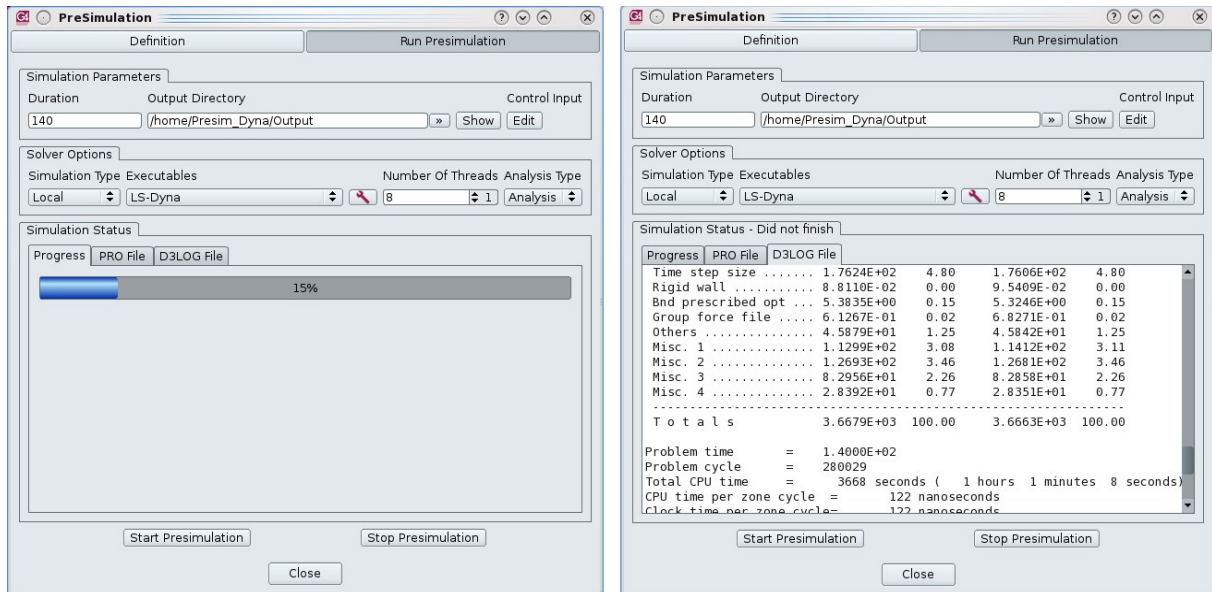 PreSimulation
Definition Run Presimulation
Simulation Parameters
Duration Output Directory Control Input
140 /home/Presim_Dyna/Output » Show Edit
Solver Options
Simulation Type Executables Number Of Threads Analysis Type
Local LS-Dyna 8 1 Analysis
Simulation Status
Progress PRO File D3LOG File
15%
Start Presimulation Stop Presimulation
Close
PreSimulation
Definition Run Presimulation
Simulation Parameters
Duration Output Directory Control Input
140 /home/Presim_Dyna/Output » Show Edit
Solver Options
Simulation Type Executables Number Of Threads Analysis Type
Local LS-Dyna 8 1 Analysis
Simulation Status - Did not finish
Progress PRO File D3LOG File
Time step size ....... 1.7624E+02 4.80 1.7606E+02 4.80
Rigid wall ........... 8.8110E-02 0.00 9.5409E-02 0.00
Bnd prescribed opt ... 5.3835E+00 0.15 5.3246E+00 0.15
Group force file ..... 6.1267E-01 0.02 6.8271E-01 0.02
Others ............... 4.5879E+01 1.25 4.5842E+01 1.25
Misc. 1 .............. 1.1299E+02 3.08 1.1412E+02 3.11
Misc. 2 .............. 1.2693E+02 3.46 1.2681E+02 3.46
Misc. 3 .............. 8.2956E+01 2.26 8.2858E+01 2.26
Misc. 4 .............. 2.8392E+01 0.77 2.8351E+01 0.77
----------------------------------------------------------------
T o t a l s 3.6679E+03 100.00 3.6663E+03 100.00
Problem time = 1.4000E+02
Problem cycle = 280029
Total CPU time = 3668 seconds ( 1 hours 1 minutes 8 seconds)
CPU time per zone cycle = 122 nanoseconds
Clock time per zone cycle= 122 nanoseconds
Start Presimulation Stop Presimulation
Close